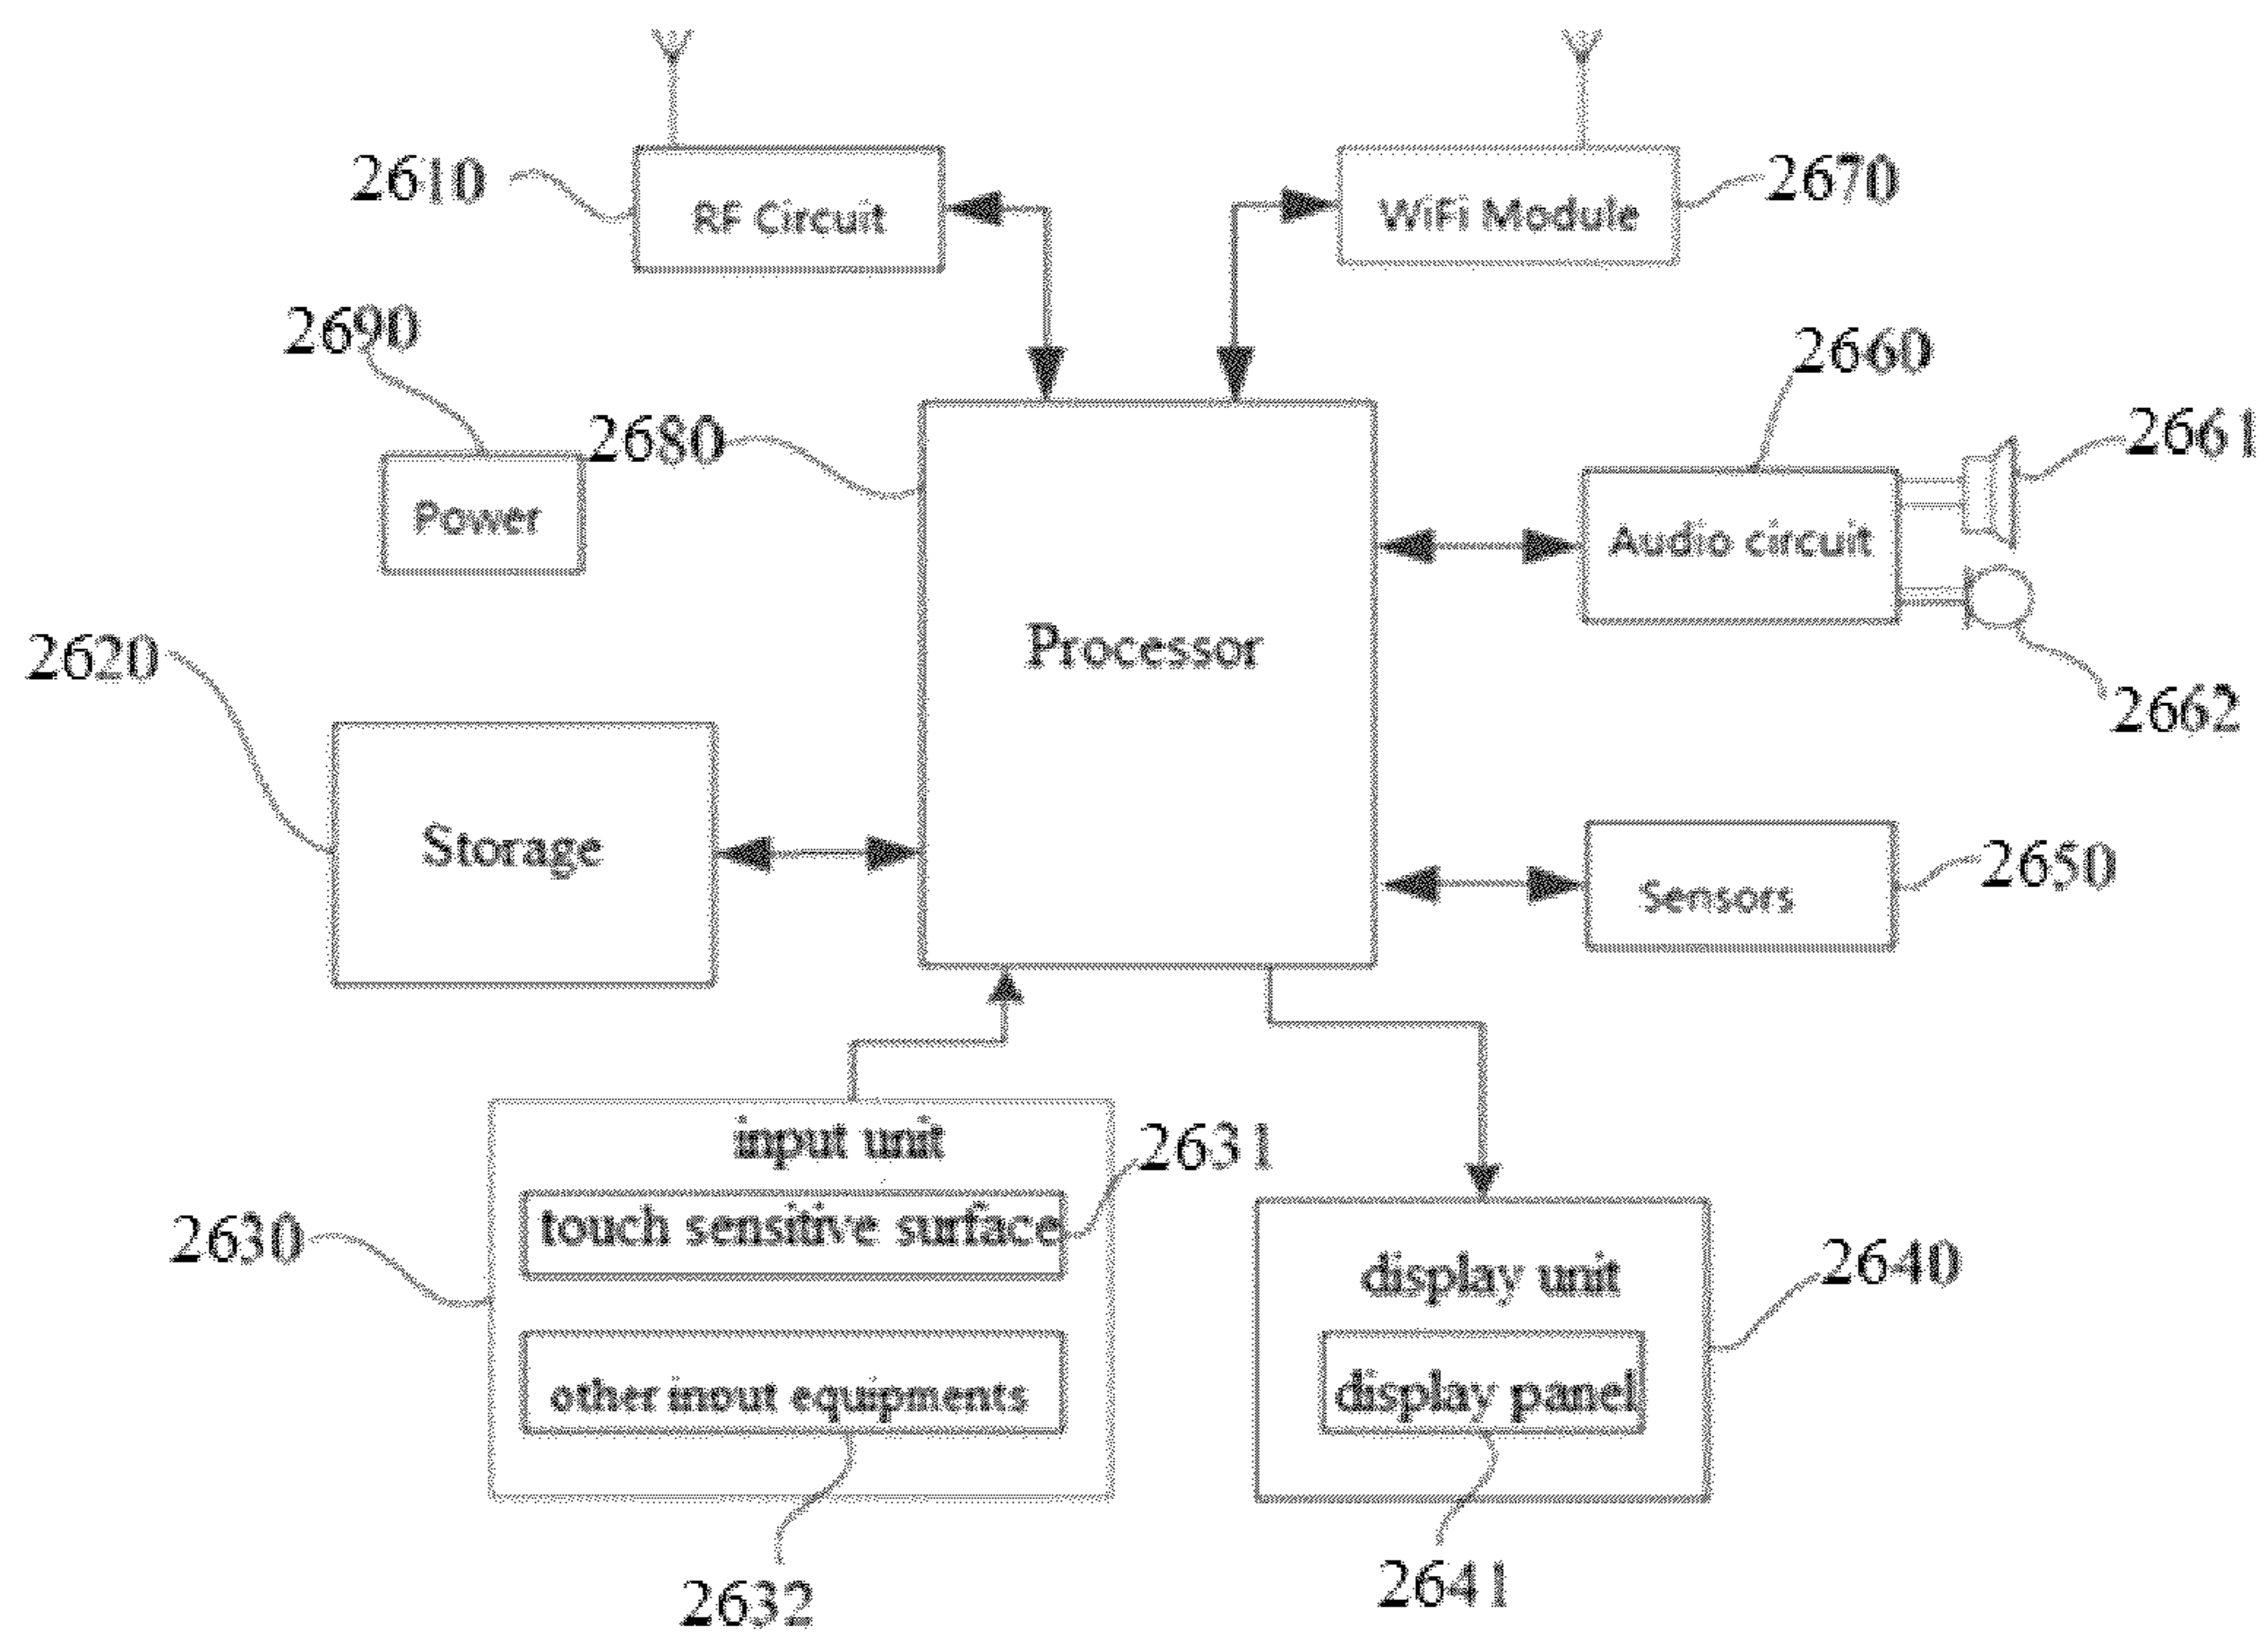 2610
RF Circuit
WiFi Module
2670
2690
2660
2680
2661
Power
Audio circuit
Processor
2620
2662
Storage
Sensors
2650
input unit
2631
touch sensitive surface
2630
display unit
2640
other inout equipments
display panel
2632
2641